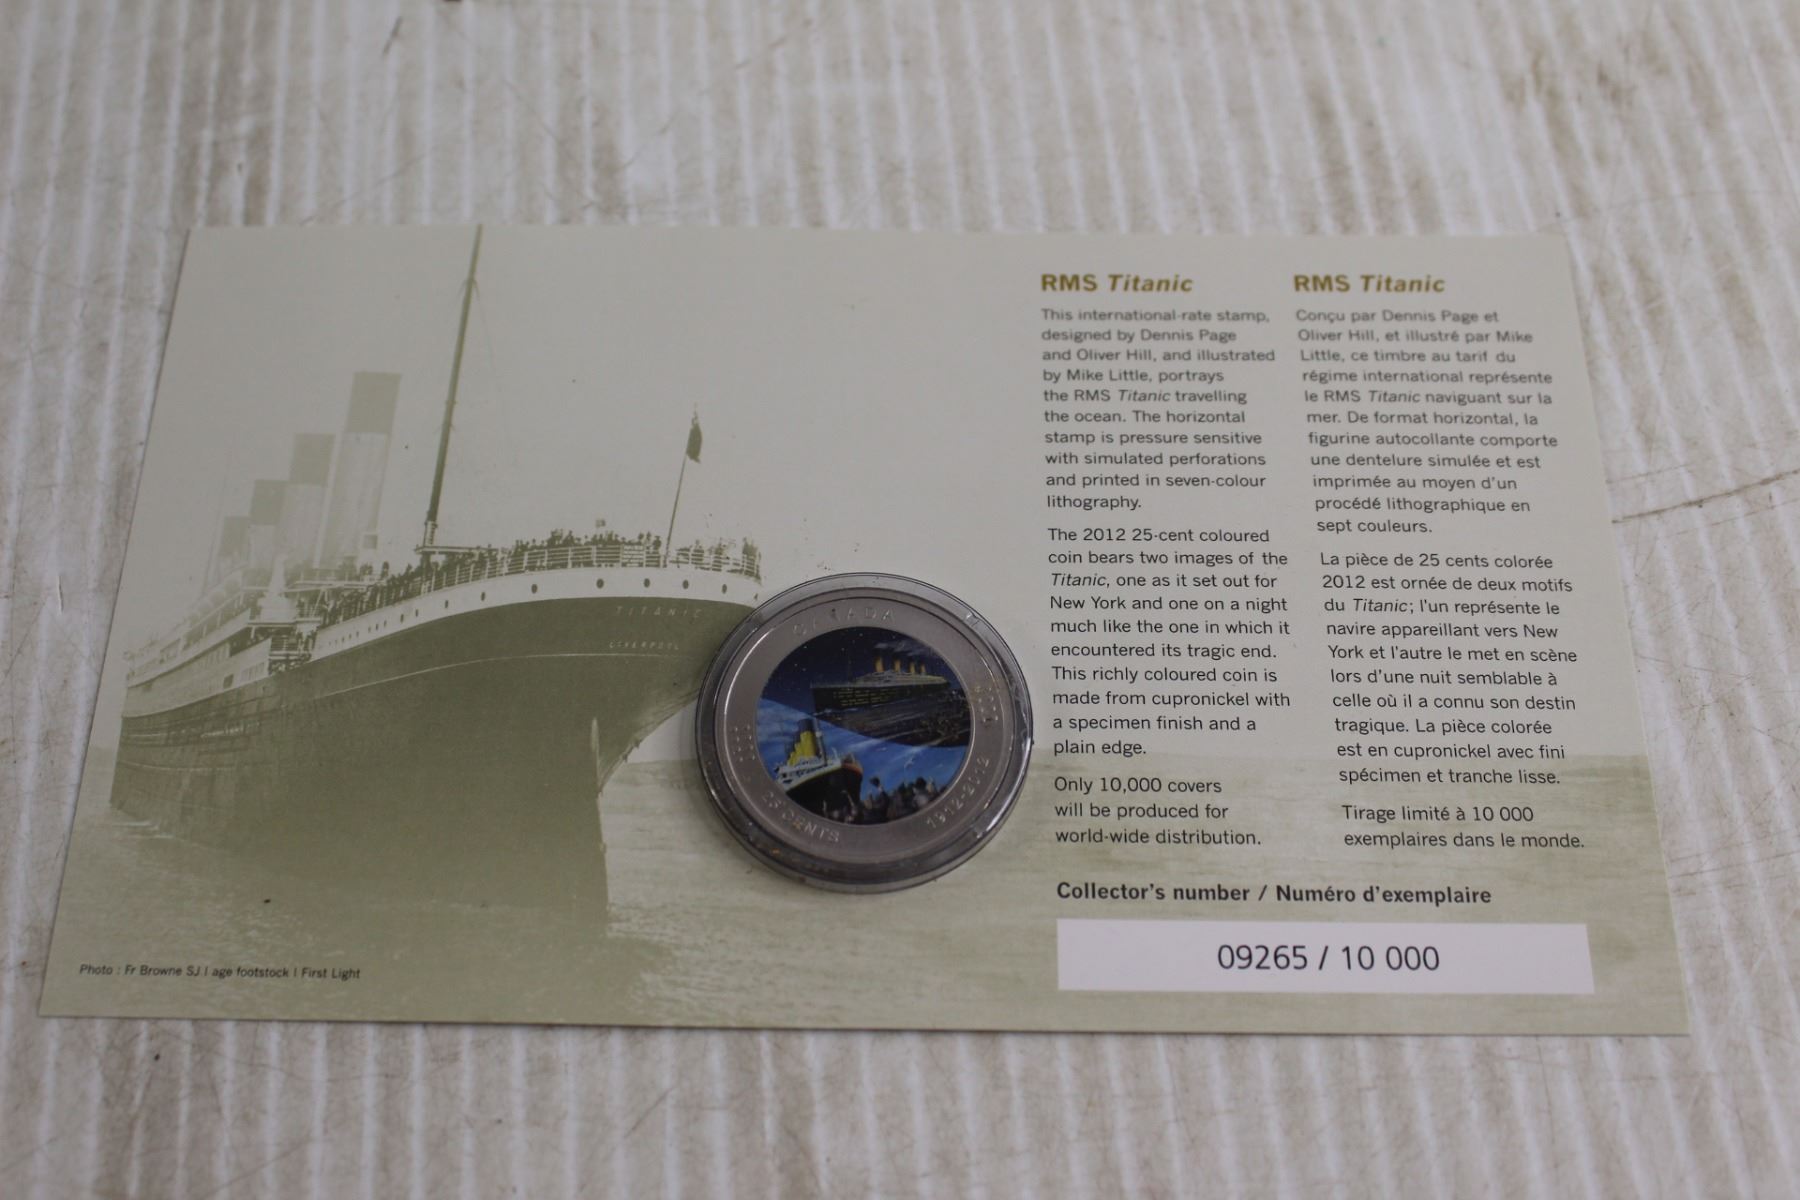 RMS Titanic
This international-rate stamp,
designed by Dennis Page
and Oliver Hill, and illustrated
by Mike Little, portrays
the RMS Titanic travelling
the ocean. The horizontal
stamp is pressure sensitive
with simulated perforations
and printed in seven-colour
lithography.
The 2012 25-cent coloured
coin bears two images of the
Titanic, one as it set out for
New York and one on a night
much like the one in which it
encountered its tragic end.
This richly coloured coin is
made from cupronickel with
a specimen finish and a
plain edge.
Only 10,000 covers
will be produced for
world-wide distribution.
RMS Titanic
Conçu par Dennis Page et
Oliver Hill, et illustré par Mike
Little, ce timbre au tarif du
régime international représente
le RMS Titanic naviguant sur la
mer. De format horizontal, la
figurine autocollante comporte
une dentelure simulée et est
imprimée au moyen d'un
procédé lithographique en
sept couleurs.
La pièce de 25 cents colorée
2012 est ornée de deux motifs
du Titanic; l'un représente le
navire appareillant vers New
York et l'autre le met en scène
lors d'une nuit semblable à
celle où il a connu son destin
tragique. La pièce colorée
est en cupronickel avec fini
spécimen et tranche lisse.
Tirage limité à 10 000
exemplaires dans le monde.
Collector's number / Numéro d'exemplaire
09265 / 10 000
TITANIC
LIVERPOOL
CANADA
25 CENTS
1912-2012
Photo : Fr Browne SJ | age footstock | First Light